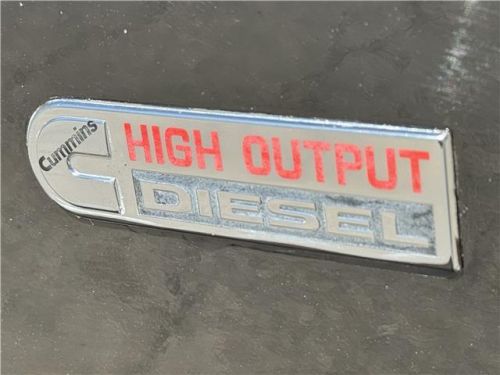 Cummins
HIGH OUTPUT
DIESEL